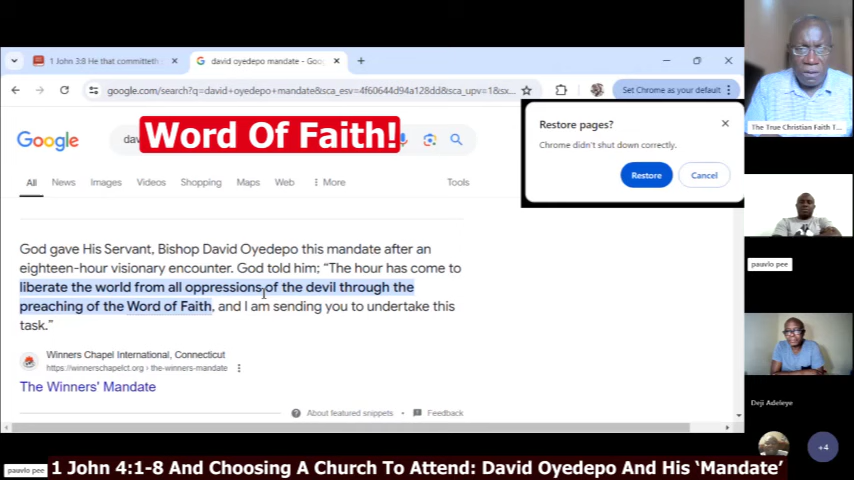 1 John 3:8 He that committeth
david oyedepo mandate - Goo
google.com/search?q=david+oyedepo+mandate&sca_esv=4f60644d94a128dd&sca_upv=1&sx...
Set Chrome as your default
Google
dav
Word Of Faith!
Restore pages?
Chrome didn't shut down correctly.
Restore
Cancel
The True Christian Faith T...
All
News
Images
Videos
Shopping
Maps
Web
More
Tools
God gave His Servant, Bishop David Oyedepo this mandate after an
eighteen-hour visionary encounter. God told him; “The hour has come to
liberate the world from all oppressions of the devil through the
preaching of the Word of Faith, and I am sending you to undertake this
task.”
Winners Chapel International, Connecticut
https://winnerschapelct.org › the-winners-mandate
The Winners' Mandate
About featured snippets
Feedback
pauvlo pee
Deji Adeleye
+4
pauvlo pee
1 John 4:1-8 And Choosing A Church To Attend: David Oyedepo And His ‘Mandate’